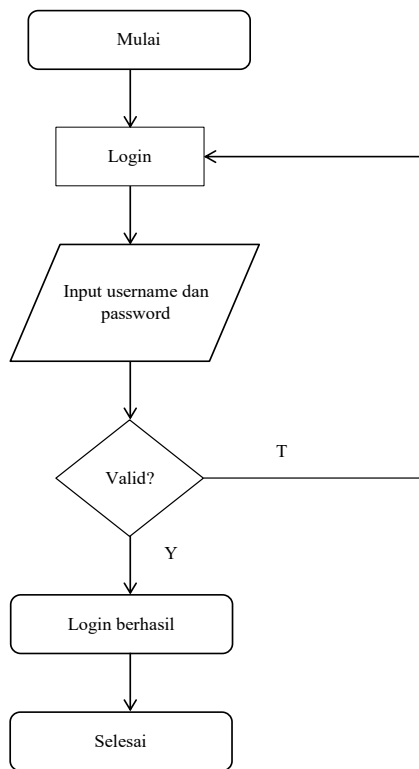 Mulai
Login
Input username dan
password
Valid?
T
Y
Login berhasil
Selesai